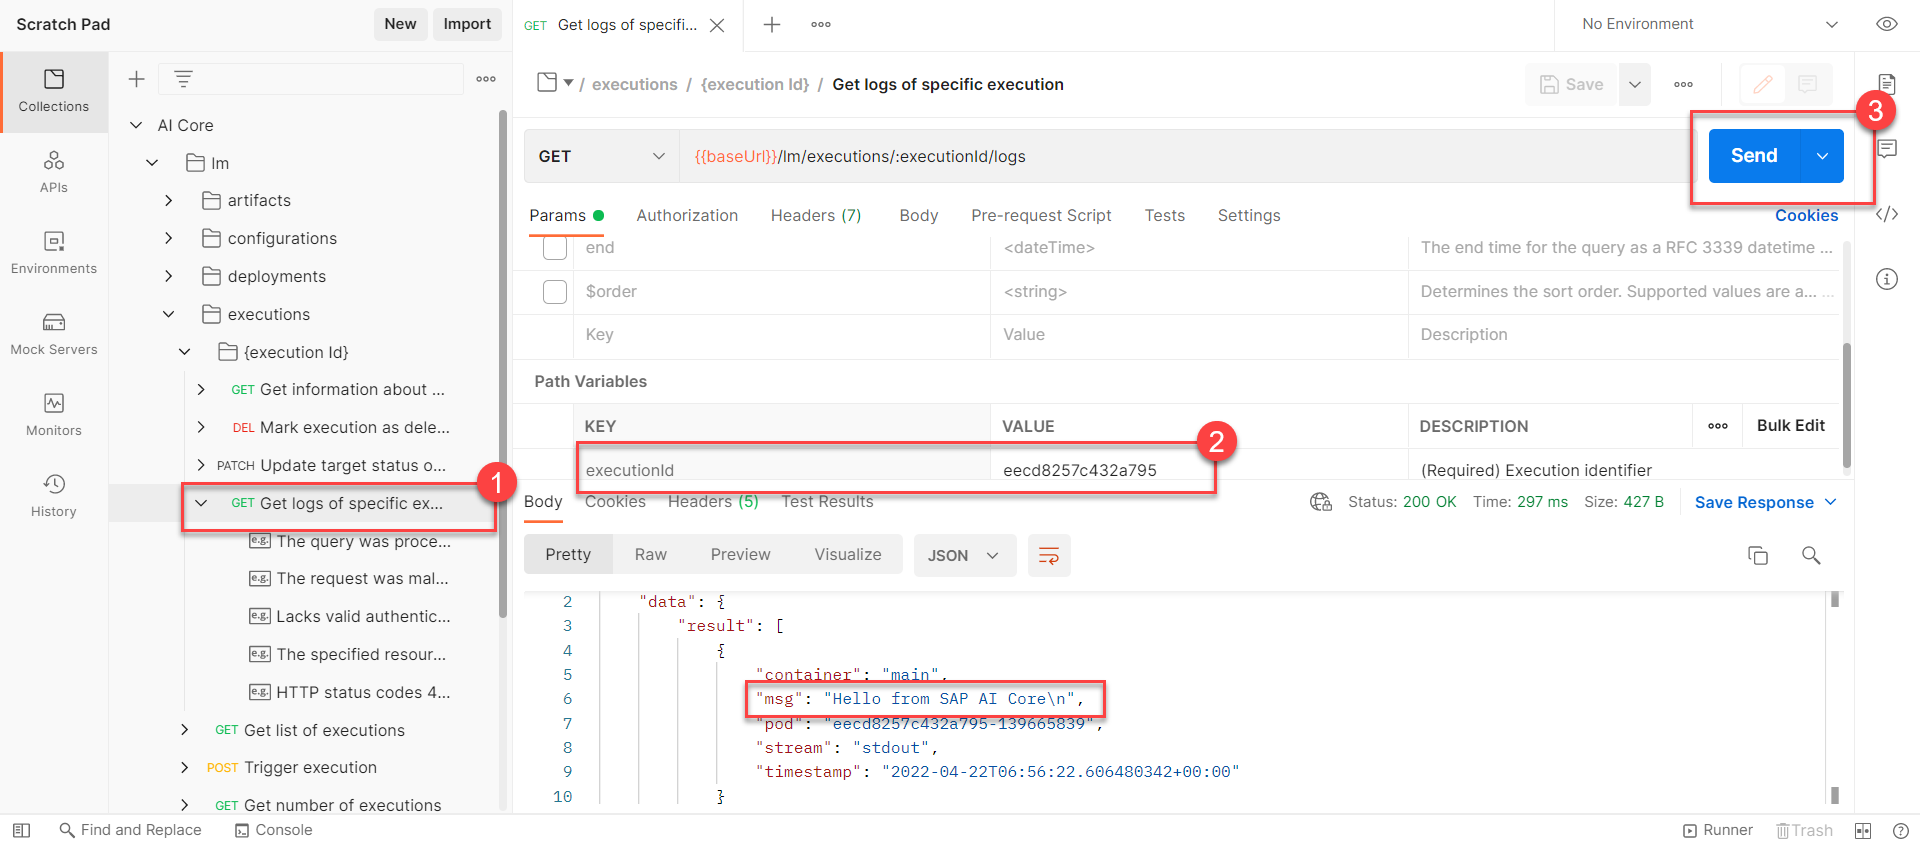 Scratch Pad
New
Import
GET Get logs of specifi...
No Environment
Collections
APIs
Environments
Mock Servers
Monitors
History
AI Core
lm
artifacts
configurations
deployments
executions
{execution Id}
GET Get information about ...
DEL Mark execution as dele...
PATCH Update target status o...
GET Get logs of specific ex...
1
e.g. The query was proce...
e.g. The request was mal...
e.g. Lacks valid authentic...
e.g. The specified resour...
e.g. HTTP status codes 4...
GET Get list of executions
POST Trigger execution
GET Get number of executions
/ executions / {execution Id} / Get logs of specific execution
Save
3
GET
{{baseUrl}}/lm/executions/:executionId/logs
Send
Params
Authorization
Headers (7)
Body
Pre-request Script
Tests
Settings
Cookies
</>
end <dateTime> The end time for the query as a RFC 3339 datetime ...
$order <string> Determines the sort order. Supported values are a... ...
Key Value Description
Path Variables
KEY VALUE DESCRIPTION Bulk Edit
2
executionId eecd8257c432a795 (Required) Execution identifier
Body Cookies Headers (5) Test Results
Status: 200 OK Time: 297 ms Size: 427 B Save Response
Pretty Raw Preview Visualize JSON
2 "data": {
3 "result": [
4 {
5 "container": "main",
6 "msg": "Hello from SAP AI Core\n",
7 "pod": "eecd8257c432a795-139665839",
8 "stream": "stdout",
9 "timestamp": "2022-04-22T06:56:22.606480342+00:00"
10 }
Find and Replace
Console
Runner
Trash